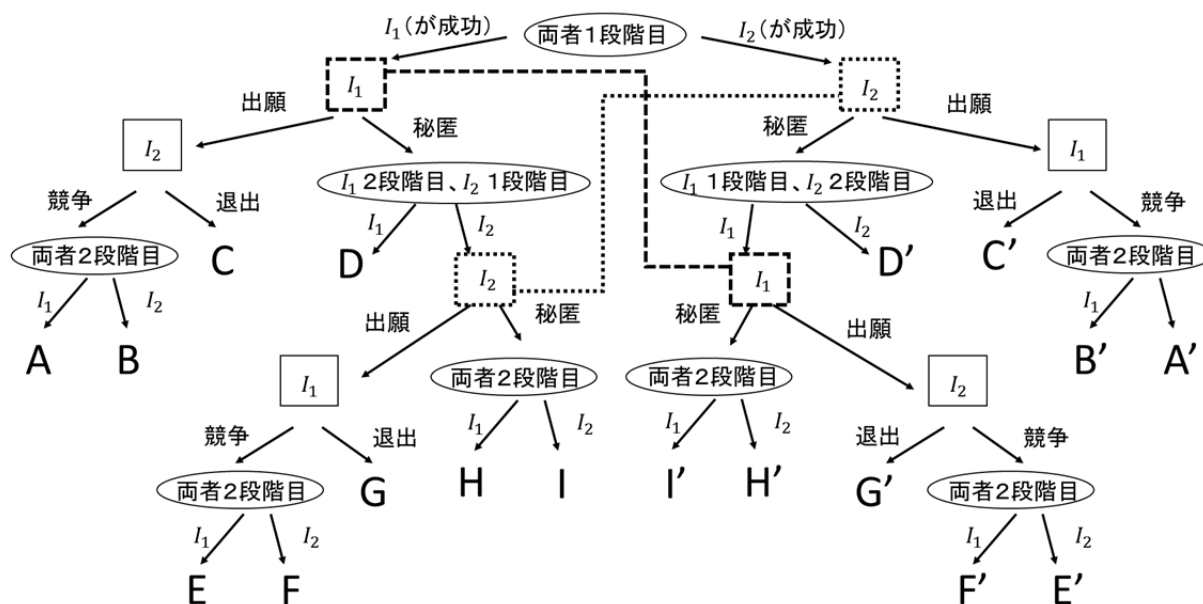 I₁(が成功)
両者1段階目
I₂(が成功)
I₁
I₂
出願
秘匿
秘匿
出願
I₂
I₁ 2段階目、I₂ 1段階目
I₁ 1段階目、I₂ 2段階目
I₁
競争
退出
I₁
I₂
I₁
I₂
退出
競争
両者2段階目
C
D
I₂
I₁
D'
C'
両者2段階目
I₁
I₂
出願
秘匿
秘匿
出願
I₁
A
B
I₁
両者2段階目
両者2段階目
I₂
B'
A'
競争
退出
I₁
I₂
I₁
I₂
退出
競争
両者2段階目
G
H
I
I'
H'
G'
両者2段階目
I₁
I₂
I₁
I₂
E
F
F'
E'